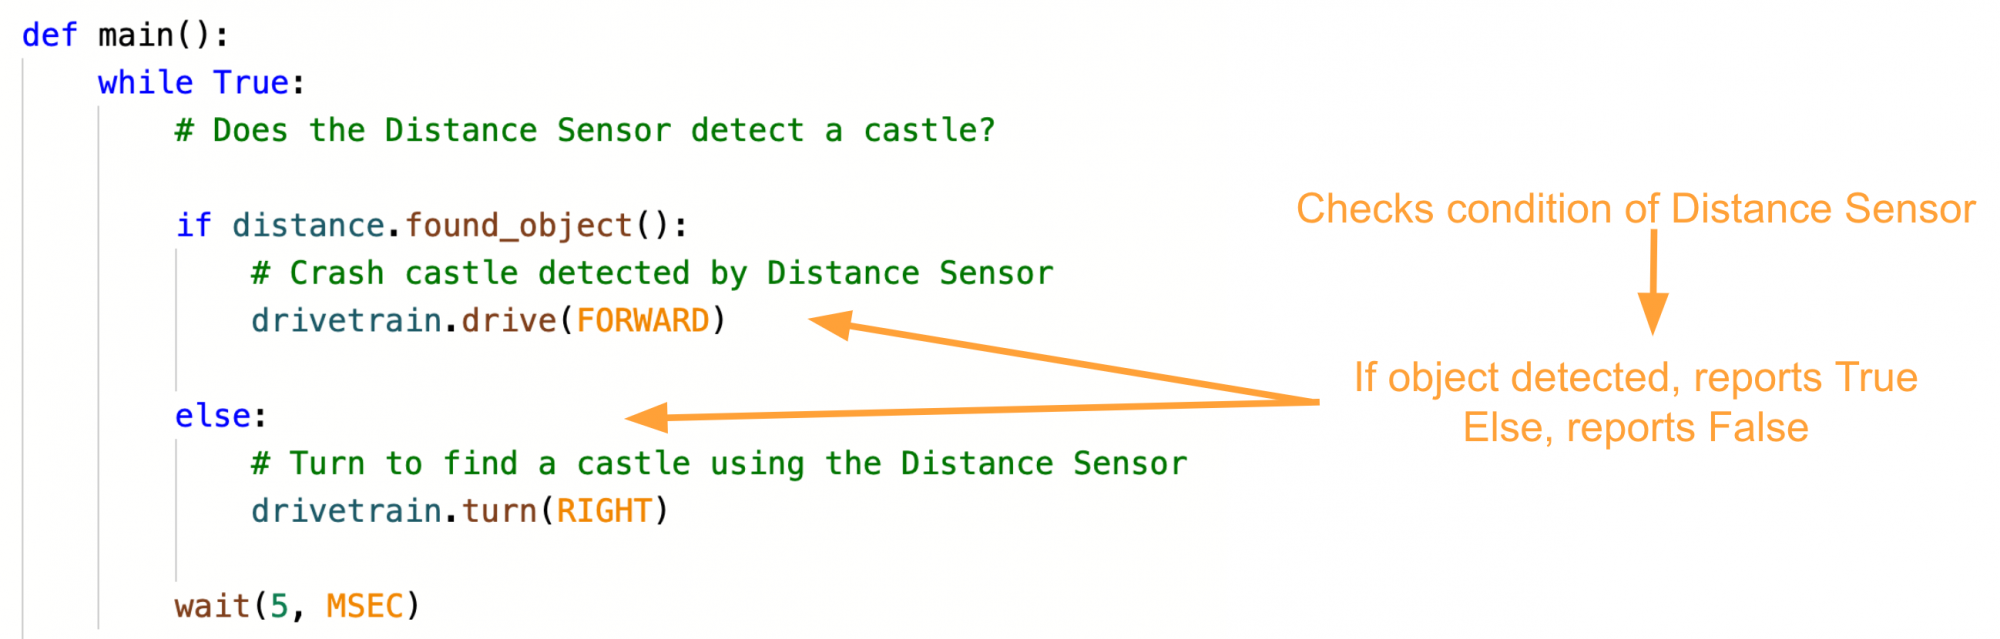 def main():
    while True:
        # Does the Distance Sensor detect a castle?
        if distance.found_object():
            # Crash castle detected by Distance Sensor
            drivetrain.drive(FORWARD)
        else:
            # Turn to find a castle using the Distance Sensor
            drivetrain.turn(RIGHT)
        wait(5, MSEC)
Checks condition of Distance Sensor
If object detected, reports True
Else, reports False